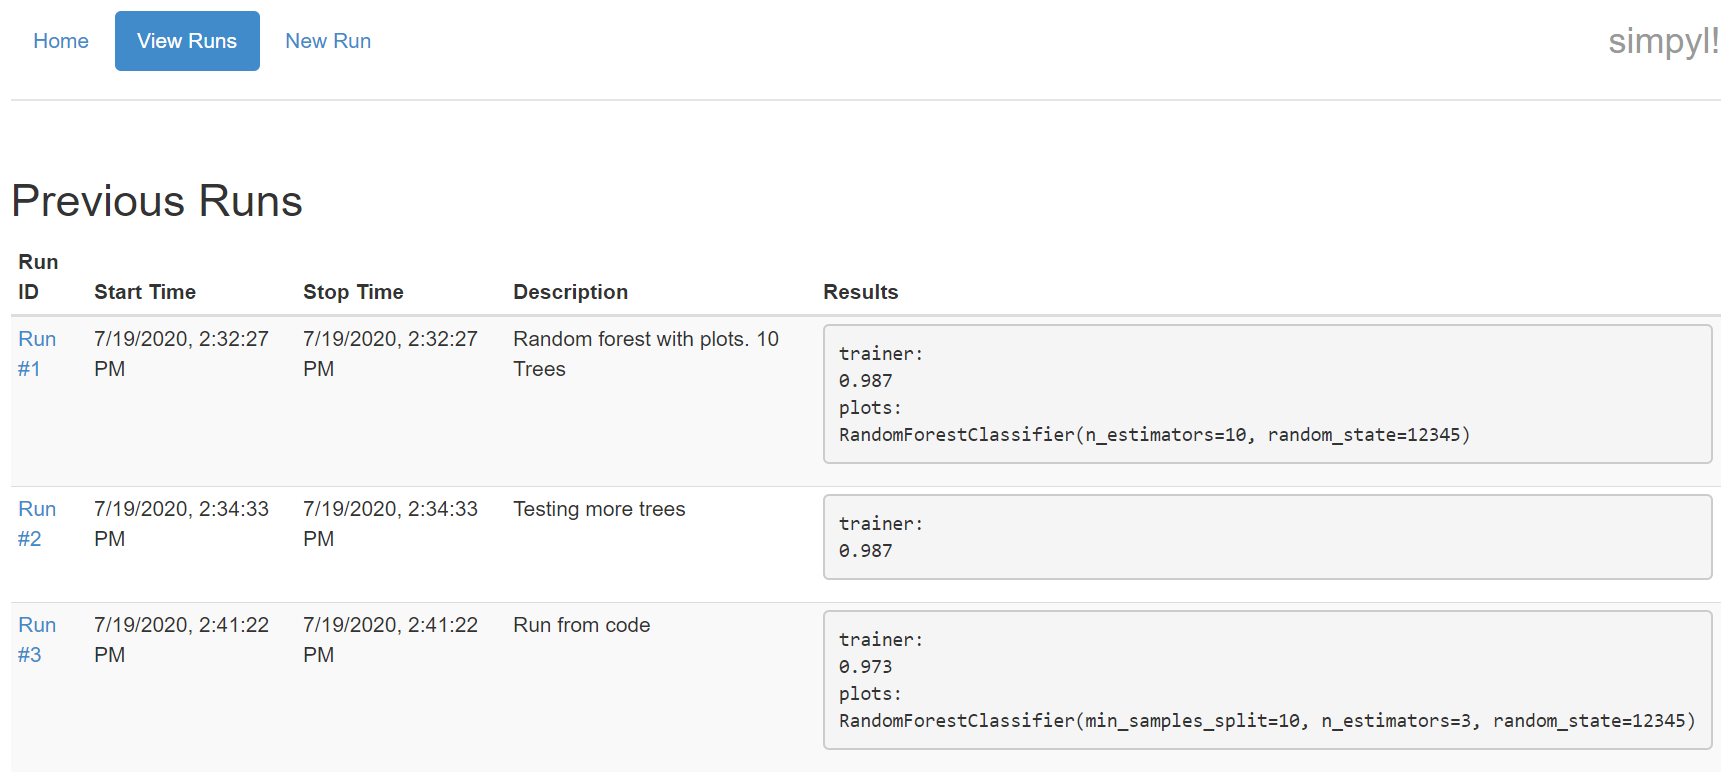 Home View Runs New Run simpyl!
Previous Runs
Run
ID Start Time Stop Time Description Results
Run 7/19/2020, 2:32:27 7/19/2020, 2:32:27 Random forest with plots. 10
#1 PM PM Trees
trainer:
0.987
plots:
RandomForestClassifier(n_estimators=10, random_state=12345)
Run 7/19/2020, 2:34:33 7/19/2020, 2:34:33 Testing more trees
#2 PM PM
trainer:
0.987
Run 7/19/2020, 2:41:22 7/19/2020, 2:41:22 Run from code
#3 PM PM
trainer:
0.973
plots:
RandomForestClassifier(min_samples_split=10, n_estimators=3, random_state=12345)